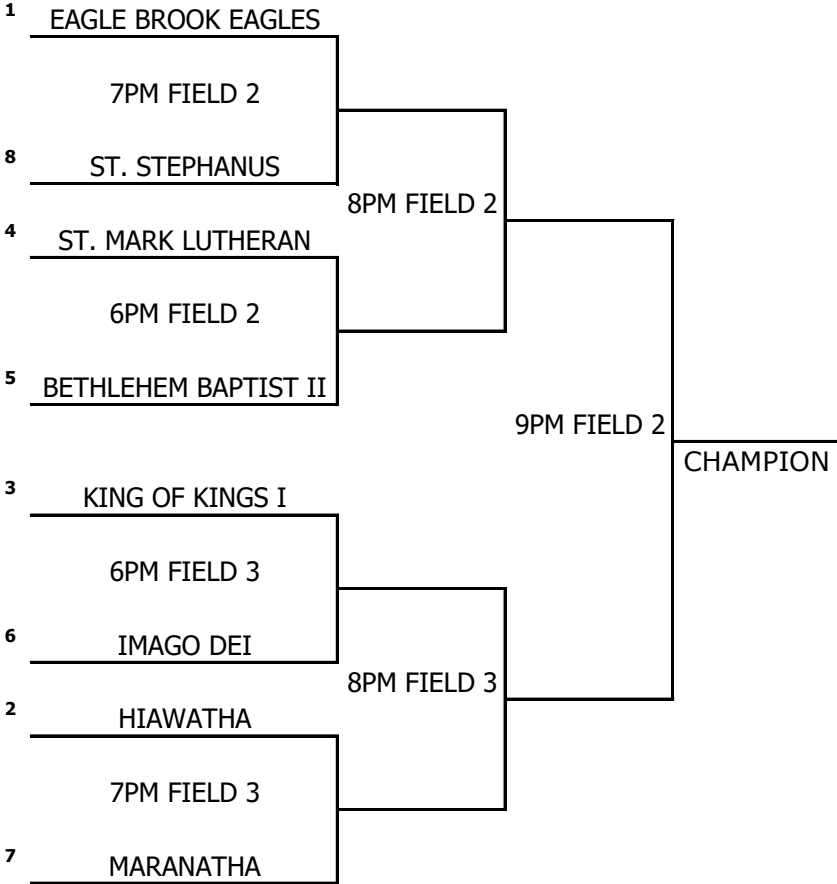 1 EAGLE BROOK EAGLES
7PM FIELD 2
8 ST. STEPHANUS
8PM FIELD 2
4 ST. MARK LUTHERAN
6PM FIELD 2
5 BETHLEHEM BAPTIST II
9PM FIELD 2
CHAMPION
3 KING OF KINGS I
6PM FIELD 3
6 IMAGO DEI
8PM FIELD 3
2 HIAWATHA
7PM FIELD 3
7 MARANATHA